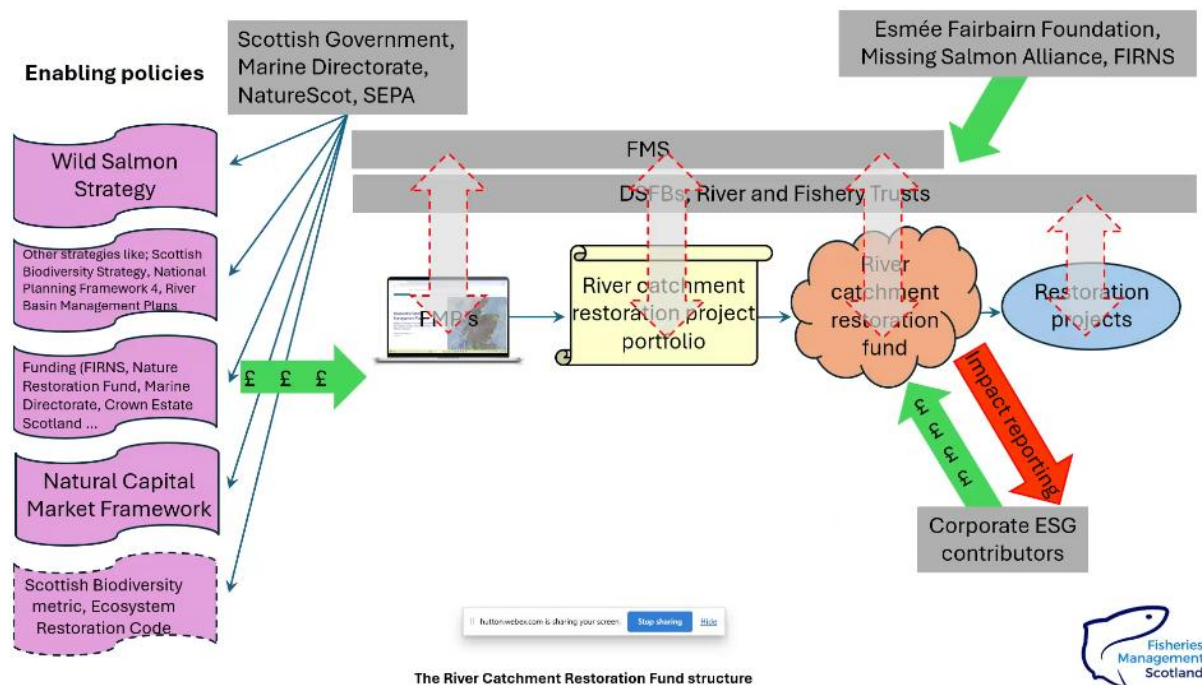 Enabling policies
Scottish Government,
Marine Directorate,
NatureScot, SEPA
Esmée Fairbairn Foundation,
Missing Salmon Alliance, FIRNS
Wild Salmon
Strategy
Other strategies like; Scottish
Biodiversity Strategy, National
Planning Framework 4, River
Basin Management Plans
Funding (FIRNS, Nature
Restoration Fund, Marine
Directorate, Crown Estate
Scotland ...
Natural Capital
Market Framework
Scottish Biodiversity
metric, Ecosystem
Restoration Code
FMS
DSFBs, River and Fishery Trusts
£ £ £
FMPs
River catchment
restoration project
portfolio
River
catchment
restoration
fund
Restoration
projects
££££
Impact reporting
Corporate ESG
contributors
hutton.webex.com is sharing your screen. Stop sharing Hide
The River Catchment Restoration Fund structure
Fisheries
Management
Scotland